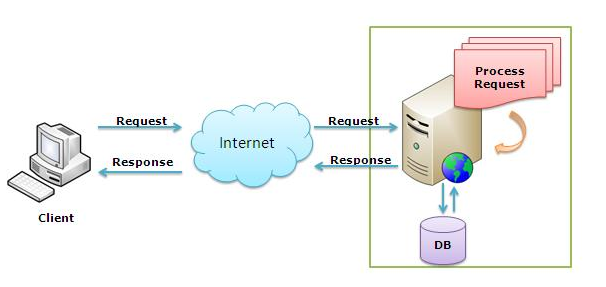 Process
Request
Request
Request
Internet
Response
Response
Client
DB